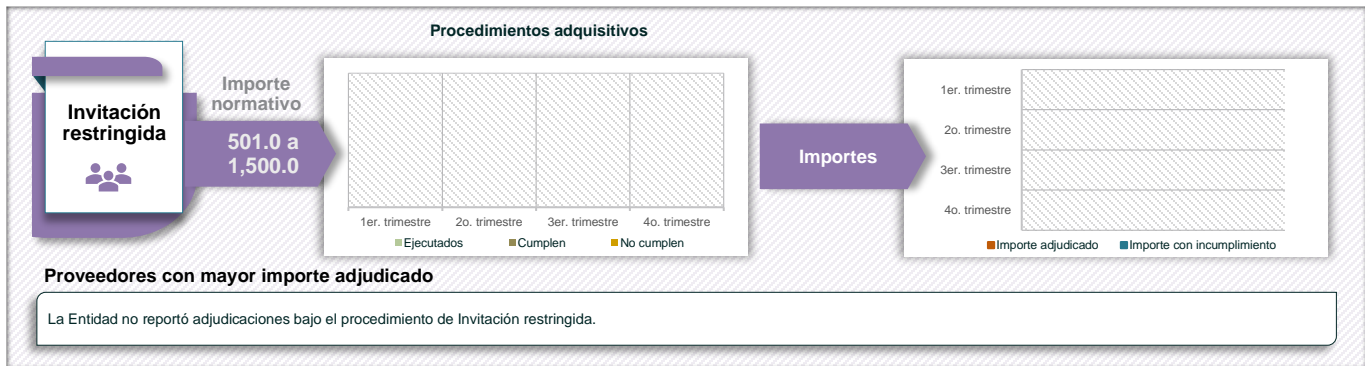 Procedimientos adquisitivos
Invitación
restringida
Importe
normativo
501.0 a
1,500.0
1er. trimestre
2o. trimestre
3er. trimestre
4o. trimestre
Ejecutados
Cumplen
No cumplen
Importes
1er. trimestre
2o. trimestre
3er. trimestre
4o. trimestre
Importe adjudicado
Importe con incumplimiento
Proveedores con mayor importe adjudicado
La Entidad no reportó adjudicaciones bajo el procedimiento de Invitación restringida.